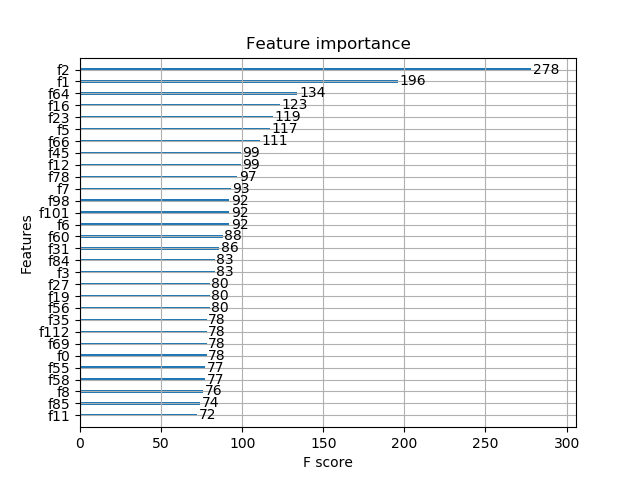 Feature importance
f2 278
f1 196
f64 134
f16 123
f23 119
f5 117
f66 111
f45 99
f12 99
f78 97
f7 93
f98 92
f101 92
f6 92
f60 88
f31 86
f84 83
f3 83
f27 80
f19 80
f56 80
f35 78
f112 78
f69 78
f0 78
f55 77
f58 77
f8 76
f85 74
f11 72
Features
0 50 100 150 200 250 300
F score